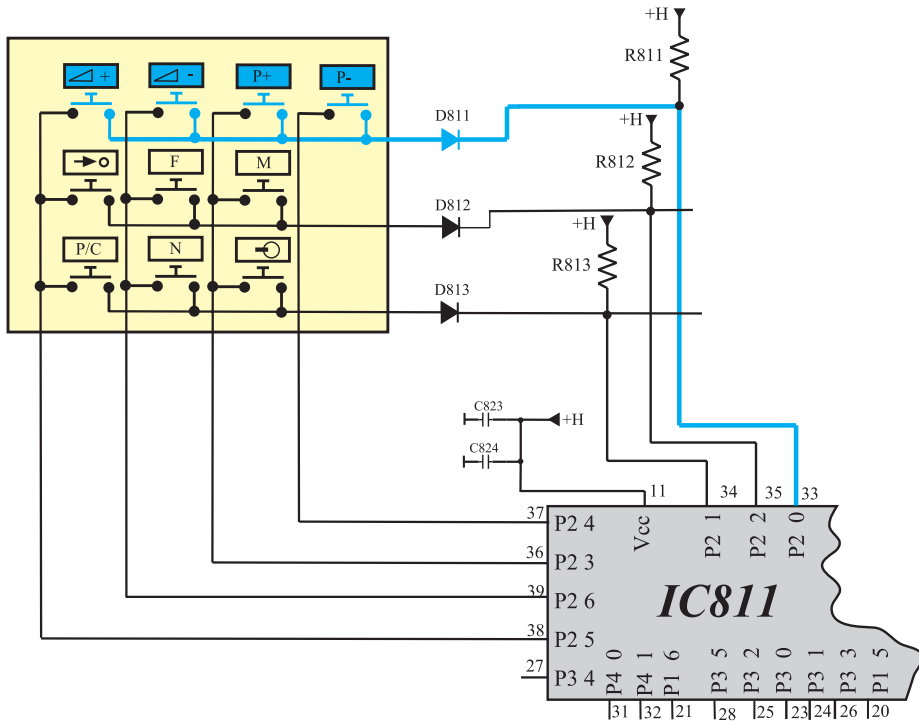 +H
R811
+
-
P+
P-
D811
+H
R812
F
M
D812
+H
R813
P/C
N
D813
C823
+H
C824
11
34
35
33
37
P2 4
Vcc
P2 1
P2 2
P2 0
36
P2 3
39
P2 6
IC811
38
P2 5
27
P3 4
P4 0
P4 1
P1 6
P3 5
P3 2
P3 0
P3 1
P3 3
P1 5
31
32
21
28
25
23
24
26
20